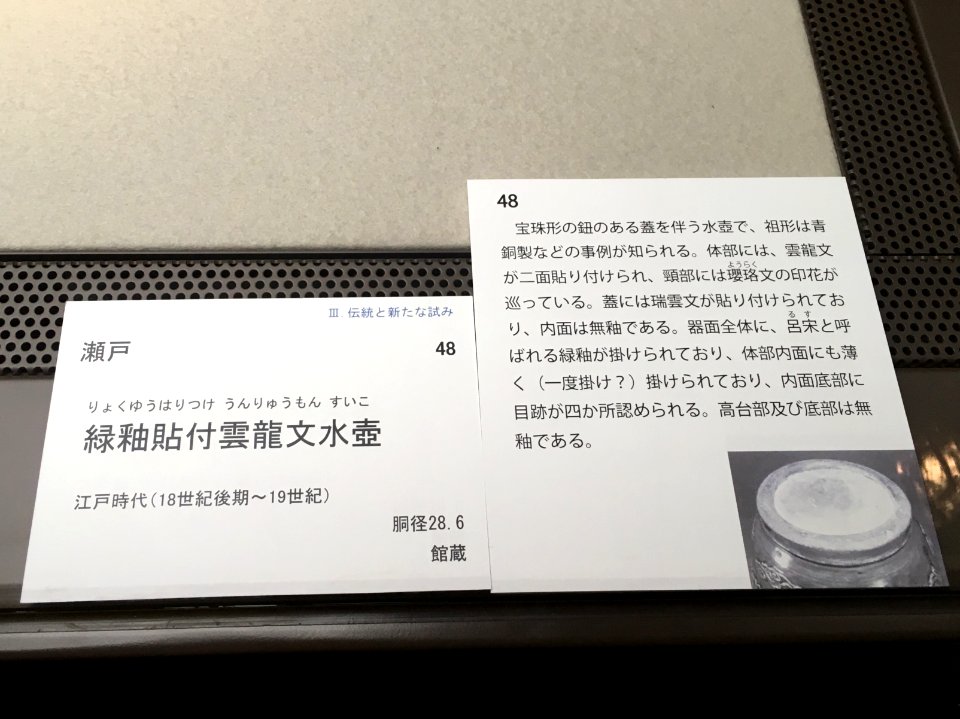 Ⅲ.伝統と新たな試み
瀬戸
48
りょくゆうはりつけ うんりゅうもん すいこ
緑釉貼付雲龍文水壺
江戸時代(18世紀後期～19世紀)
胴径28.6
館蔵
48
宝珠形の鈕のある蓋を伴う水壺で、祖形は青
銅製などの事例が知られる。体部には、雲龍文
ようらく
が二面貼り付けられ、頸部には瓔珞文の印花が
巡っている。蓋には瑞雲文が貼り付けられてお
るす
り、内面は無釉である。器面全体に、呂宋と呼
ばれる緑釉が掛けられており、体部内面にも薄
く（一度掛け？）掛けられており、内面底部に
目跡が四か所認められる。高台部及び底部は無
釉である。